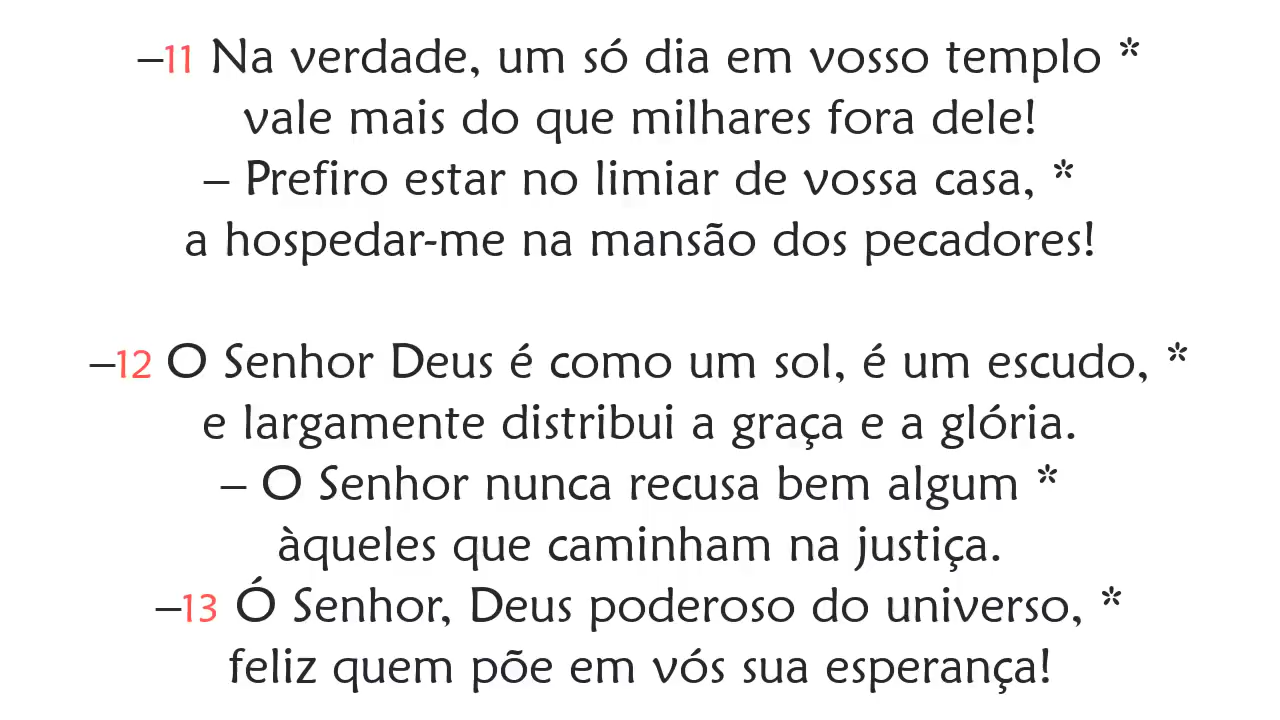 –11 Na verdade, um só dia em vosso templo *
vale mais do que milhares fora dele!
– Prefiro estar no limiar de vossa casa, *
a hospedar-me na mansão dos pecadores!
–12 O Senhor Deus é como um sol, é um escudo, *
e largamente distribui a graça e a glória.
– O Senhor nunca recusa bem algum *
àqueles que caminham na justiça.
–13 Ó Senhor, Deus poderoso do universo, *
feliz quem põe em vós sua esperança!